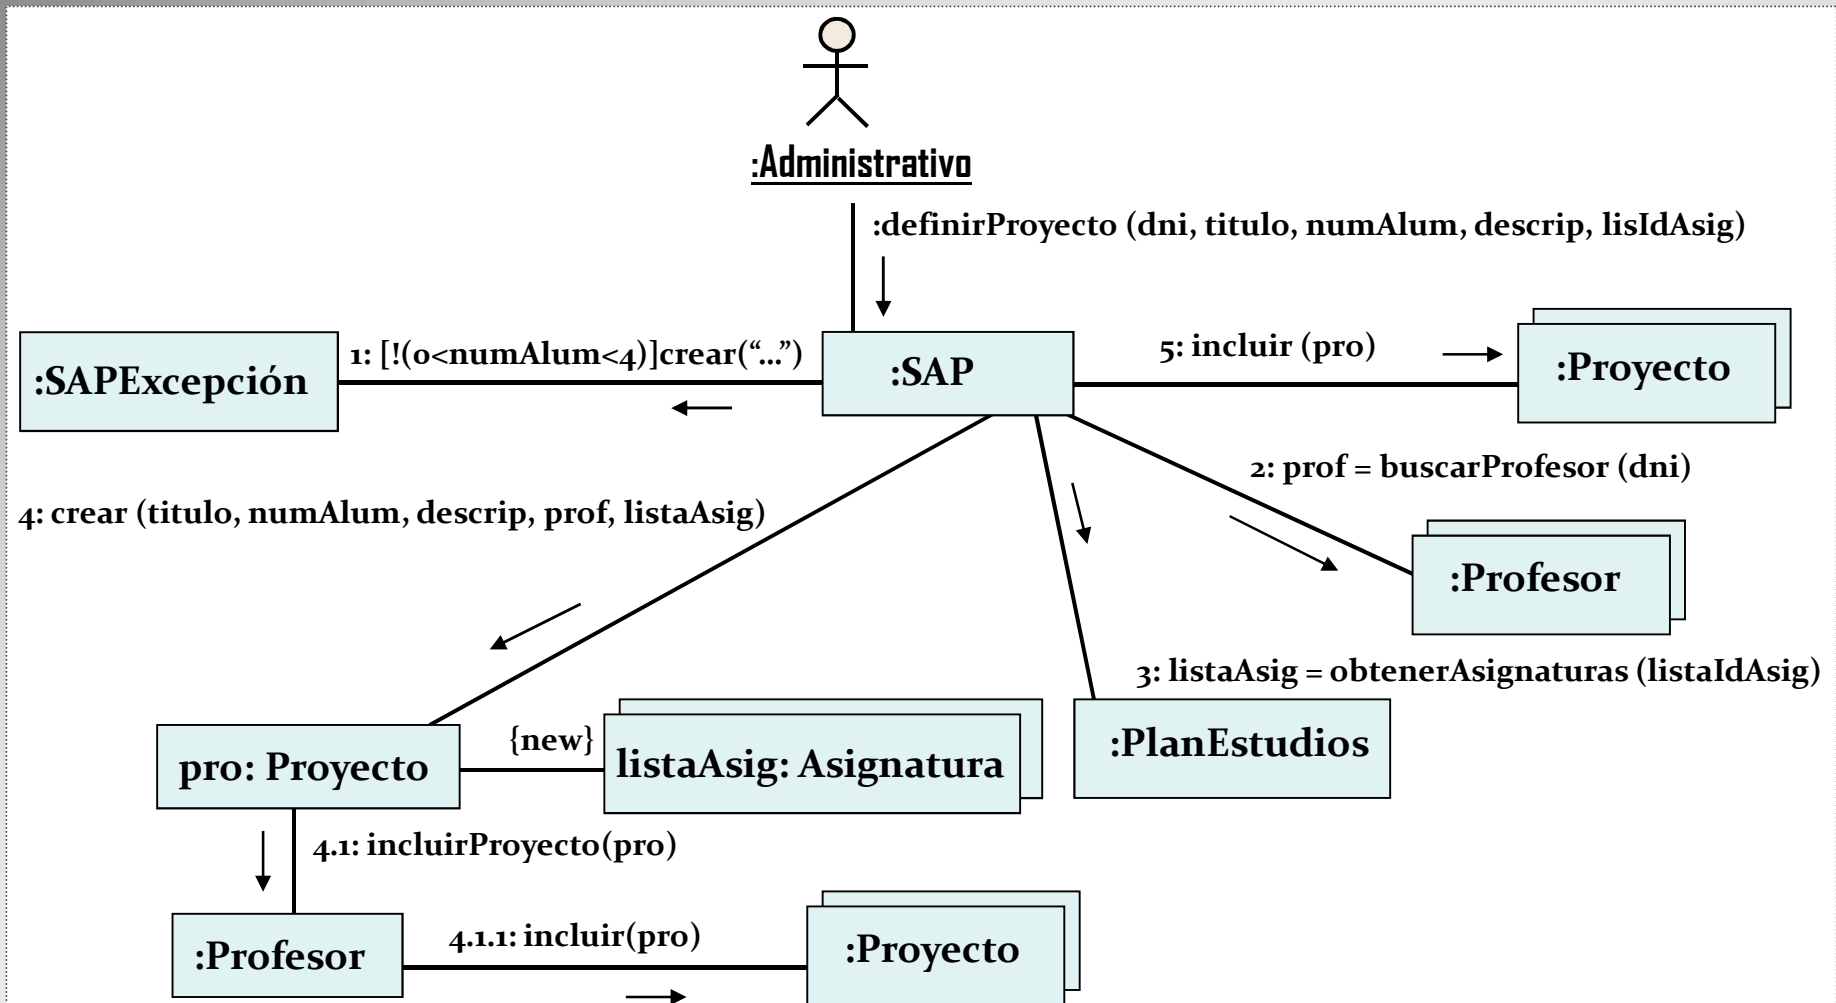 :Administrativo
:definirProyecto (dni, titulo, numAlum, descrip, lisIdAsig)
:SAPExcepción
1: [!(0<numAlum<4)]crear(“...”)
:SAP
5: incluir (pro)
:Proyecto
2: prof = buscarProfesor (dni)
4: crear (titulo, numAlum, descrip, prof, listaAsig)
:Profesor
3: listaAsig = obtenerAsignaturas (listaIdAsig)
pro: Proyecto
{new}
listaAsig: Asignatura
:PlanEstudios
4.1: incluirProyecto(pro)
:Profesor
4.1.1: incluir(pro)
:Proyecto